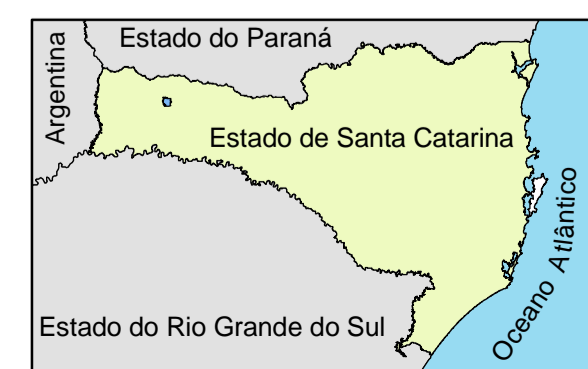 Estado do Paraná
Argentina
Estado de Santa Catarina
Oceano Atlântico
Estado do Rio Grande do Sul